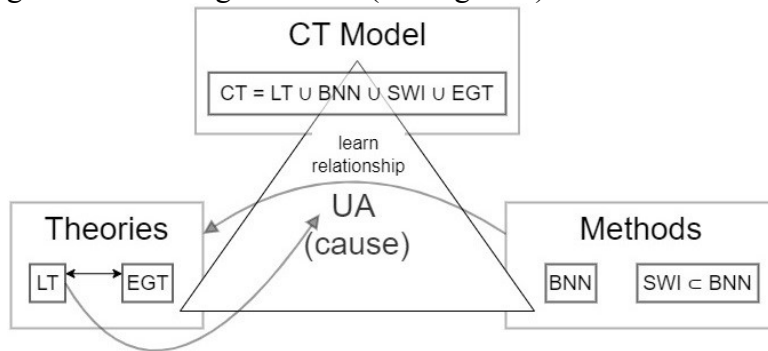 CT Model
CT = LT ∪ BNN ∪ SWI ∪ EGT
learn
relationship
UA
(cause)
Theories
LT
EGT
Methods
BNN
SWI ⊂ BNN